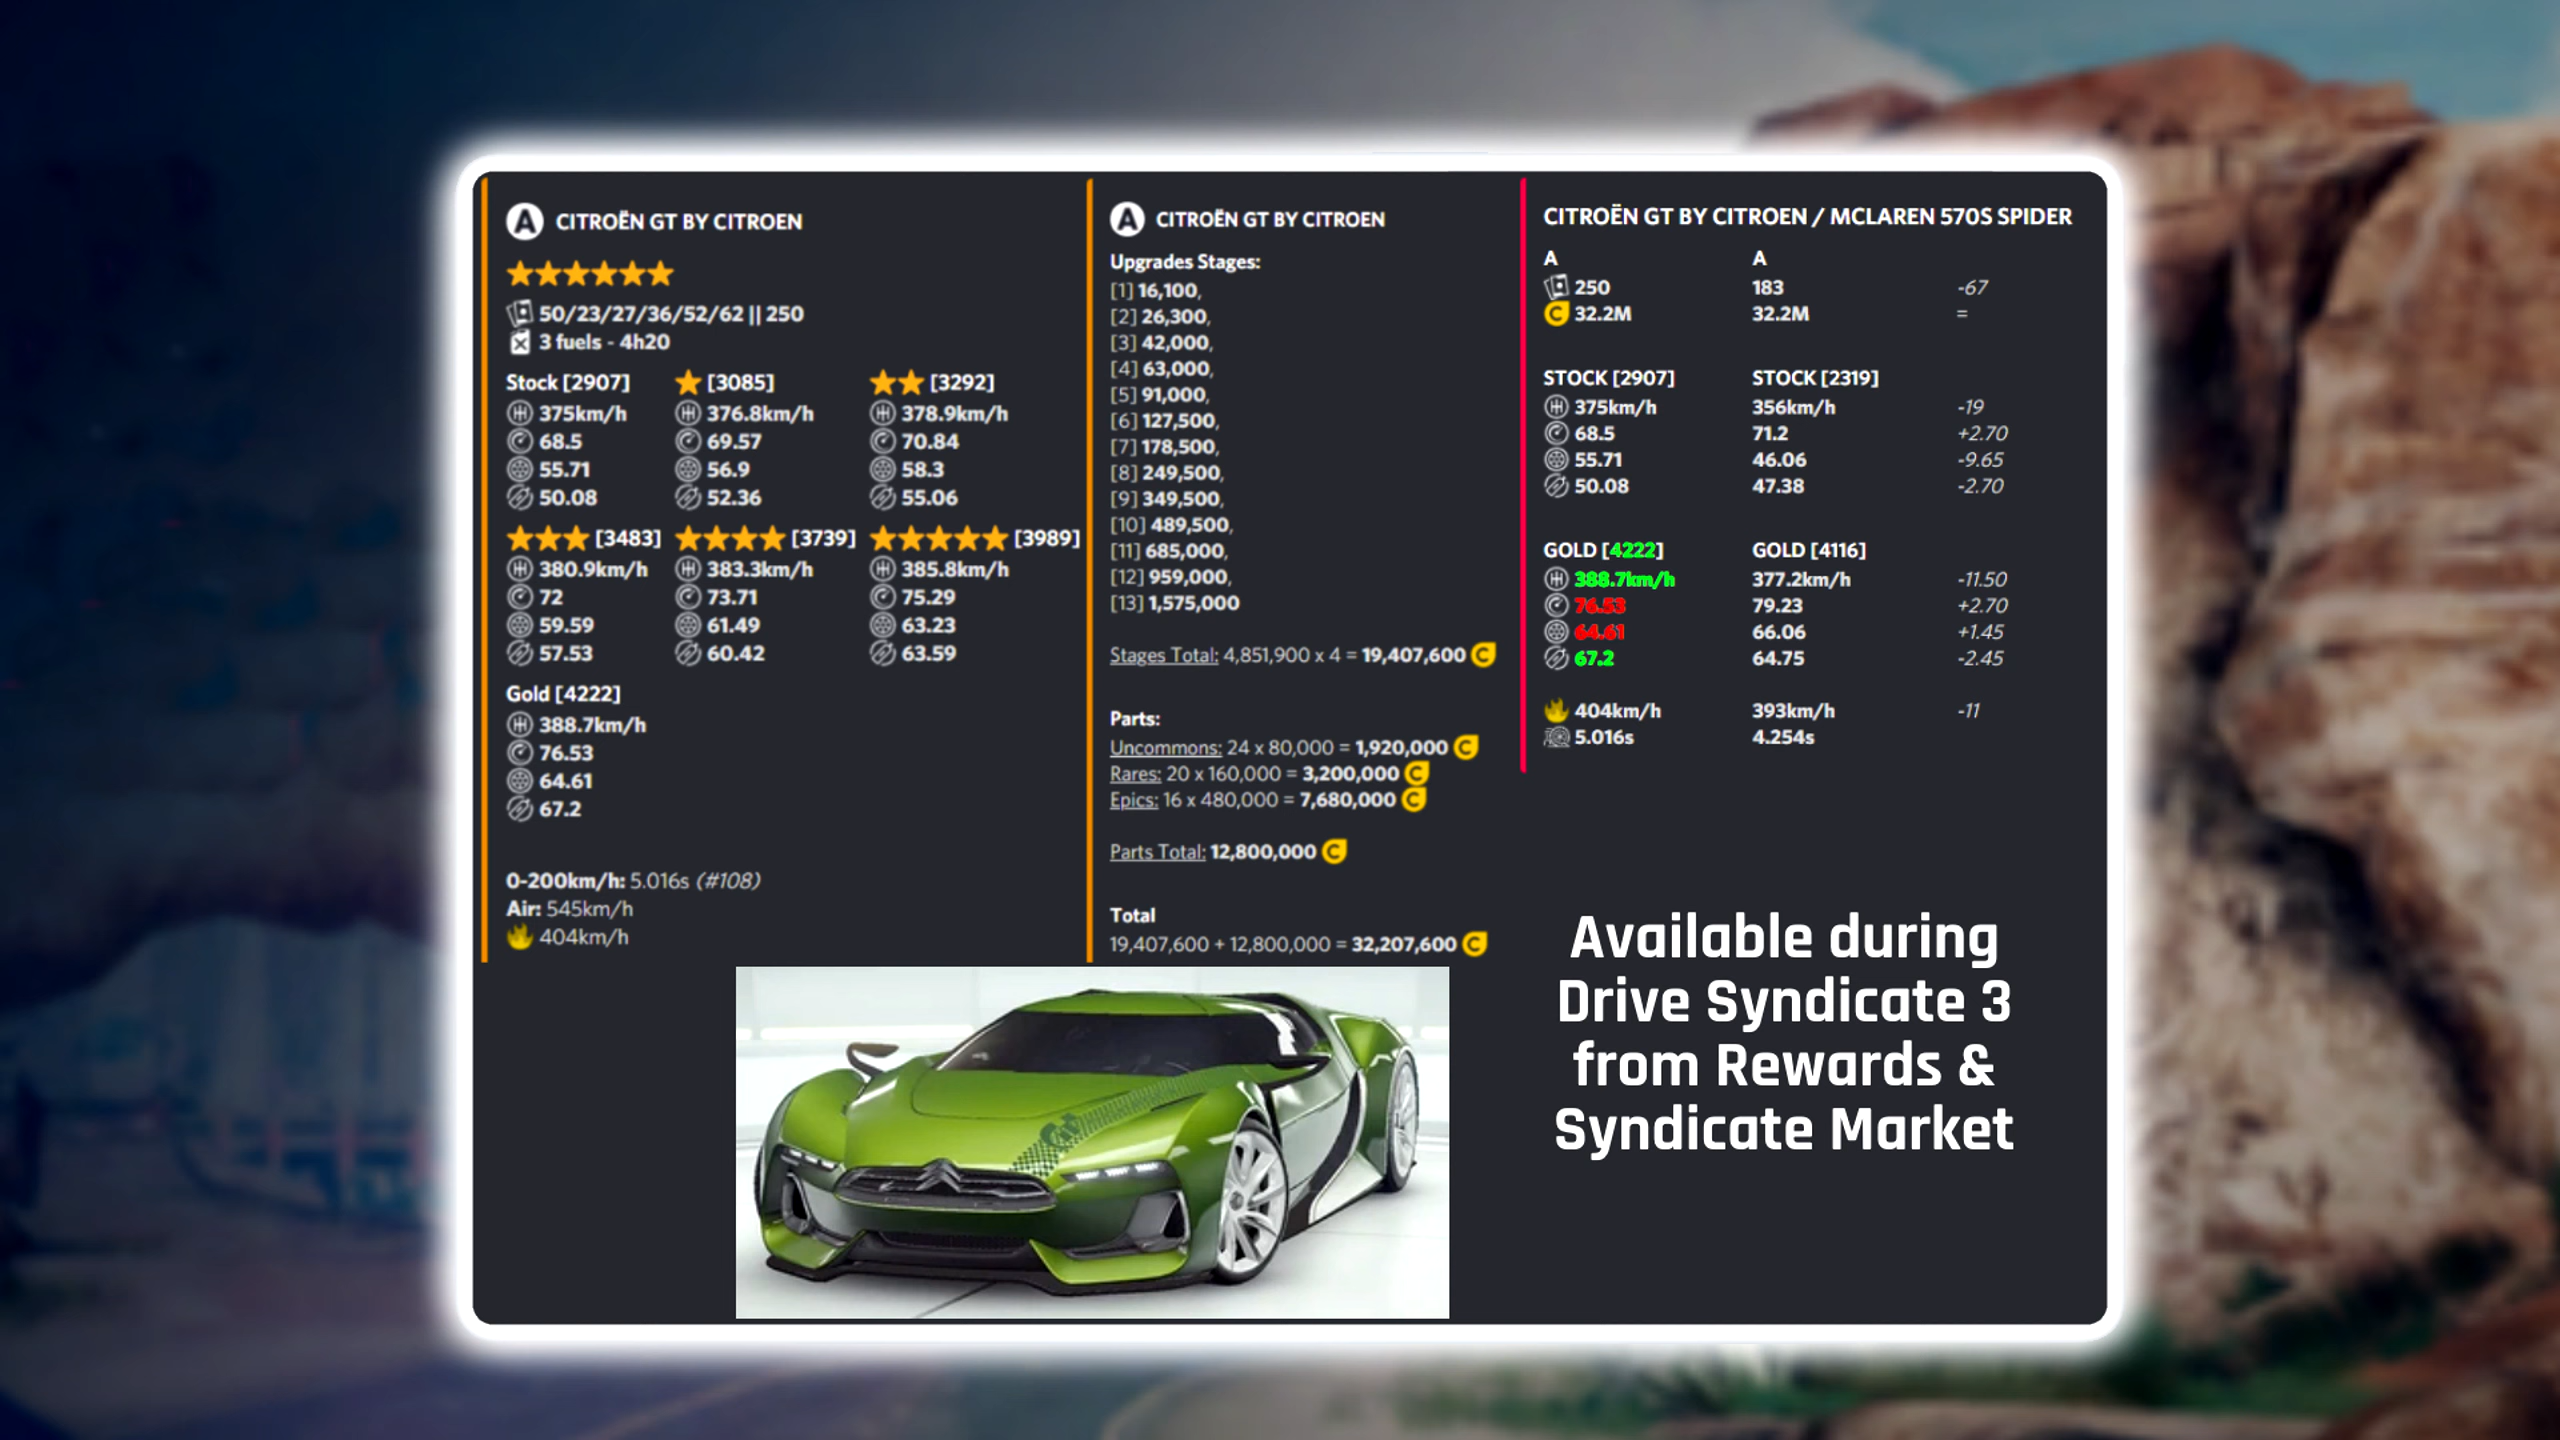 A CITROËN GT BY CITROEN
50/23/27/36/52/62 || 250
3 fuels - 4h20
Stock [2907] [3085] [3292]
375km/h 376.8km/h 378.9km/h
68.5 69.57 70.84
55.71 56.9 58.3
50.08 52.36 55.06
[3483] [3739] [3989]
380.9km/h 383.3km/h 385.8km/h
72 73.71 75.29
59.59 61.49 63.23
57.53 60.42 63.59
Gold [4222]
388.7km/h
76.53
64.61
67.2
0-200km/h: 5.016s (#108)
Air: 545km/h
404km/h
A CITROËN GT BY CITROEN
Upgrades Stages:
[1] 16,100,
[2] 26,300,
[3] 42,000,
[4] 63,000,
[5] 91,000,
[6] 127,500,
[7] 178,500,
[8] 249,500,
[9] 349,500,
[10] 489,500,
[11] 685,000,
[12] 959,000,
[13] 1,575,000
Stages Total: 4,851,900 x 4 = 19,407,600 C
Parts:
Uncommons: 24 x 80,000 = 1,920,000 C
Rares: 20 x 160,000 = 3,200,000 C
Epics: 16 x 480,000 = 7,680,000 C
Parts Total: 12,800,000 C
Total
19,407,600 + 12,800,000 = 32,207,600 C
CITROËN GT BY CITROEN / MCLAREN 570S SPIDER
A A
250 183 -67
C 32.2M 32.2M =
STOCK [2907] STOCK [2319]
375km/h 356km/h -19
68.5 71.2 +2.70
55.71 46.06 -9.65
50.08 47.38 -2.70
GOLD [4222] GOLD [4116]
388.7km/h 377.2km/h -11.50
76.53 79.23 +2.70
64.61 66.06 +1.45
67.2 64.75 -2.45
404km/h 393km/h -11
5.016s 4.254s
Available during
Drive Syndicate 3
from Rewards &
Syndicate Market